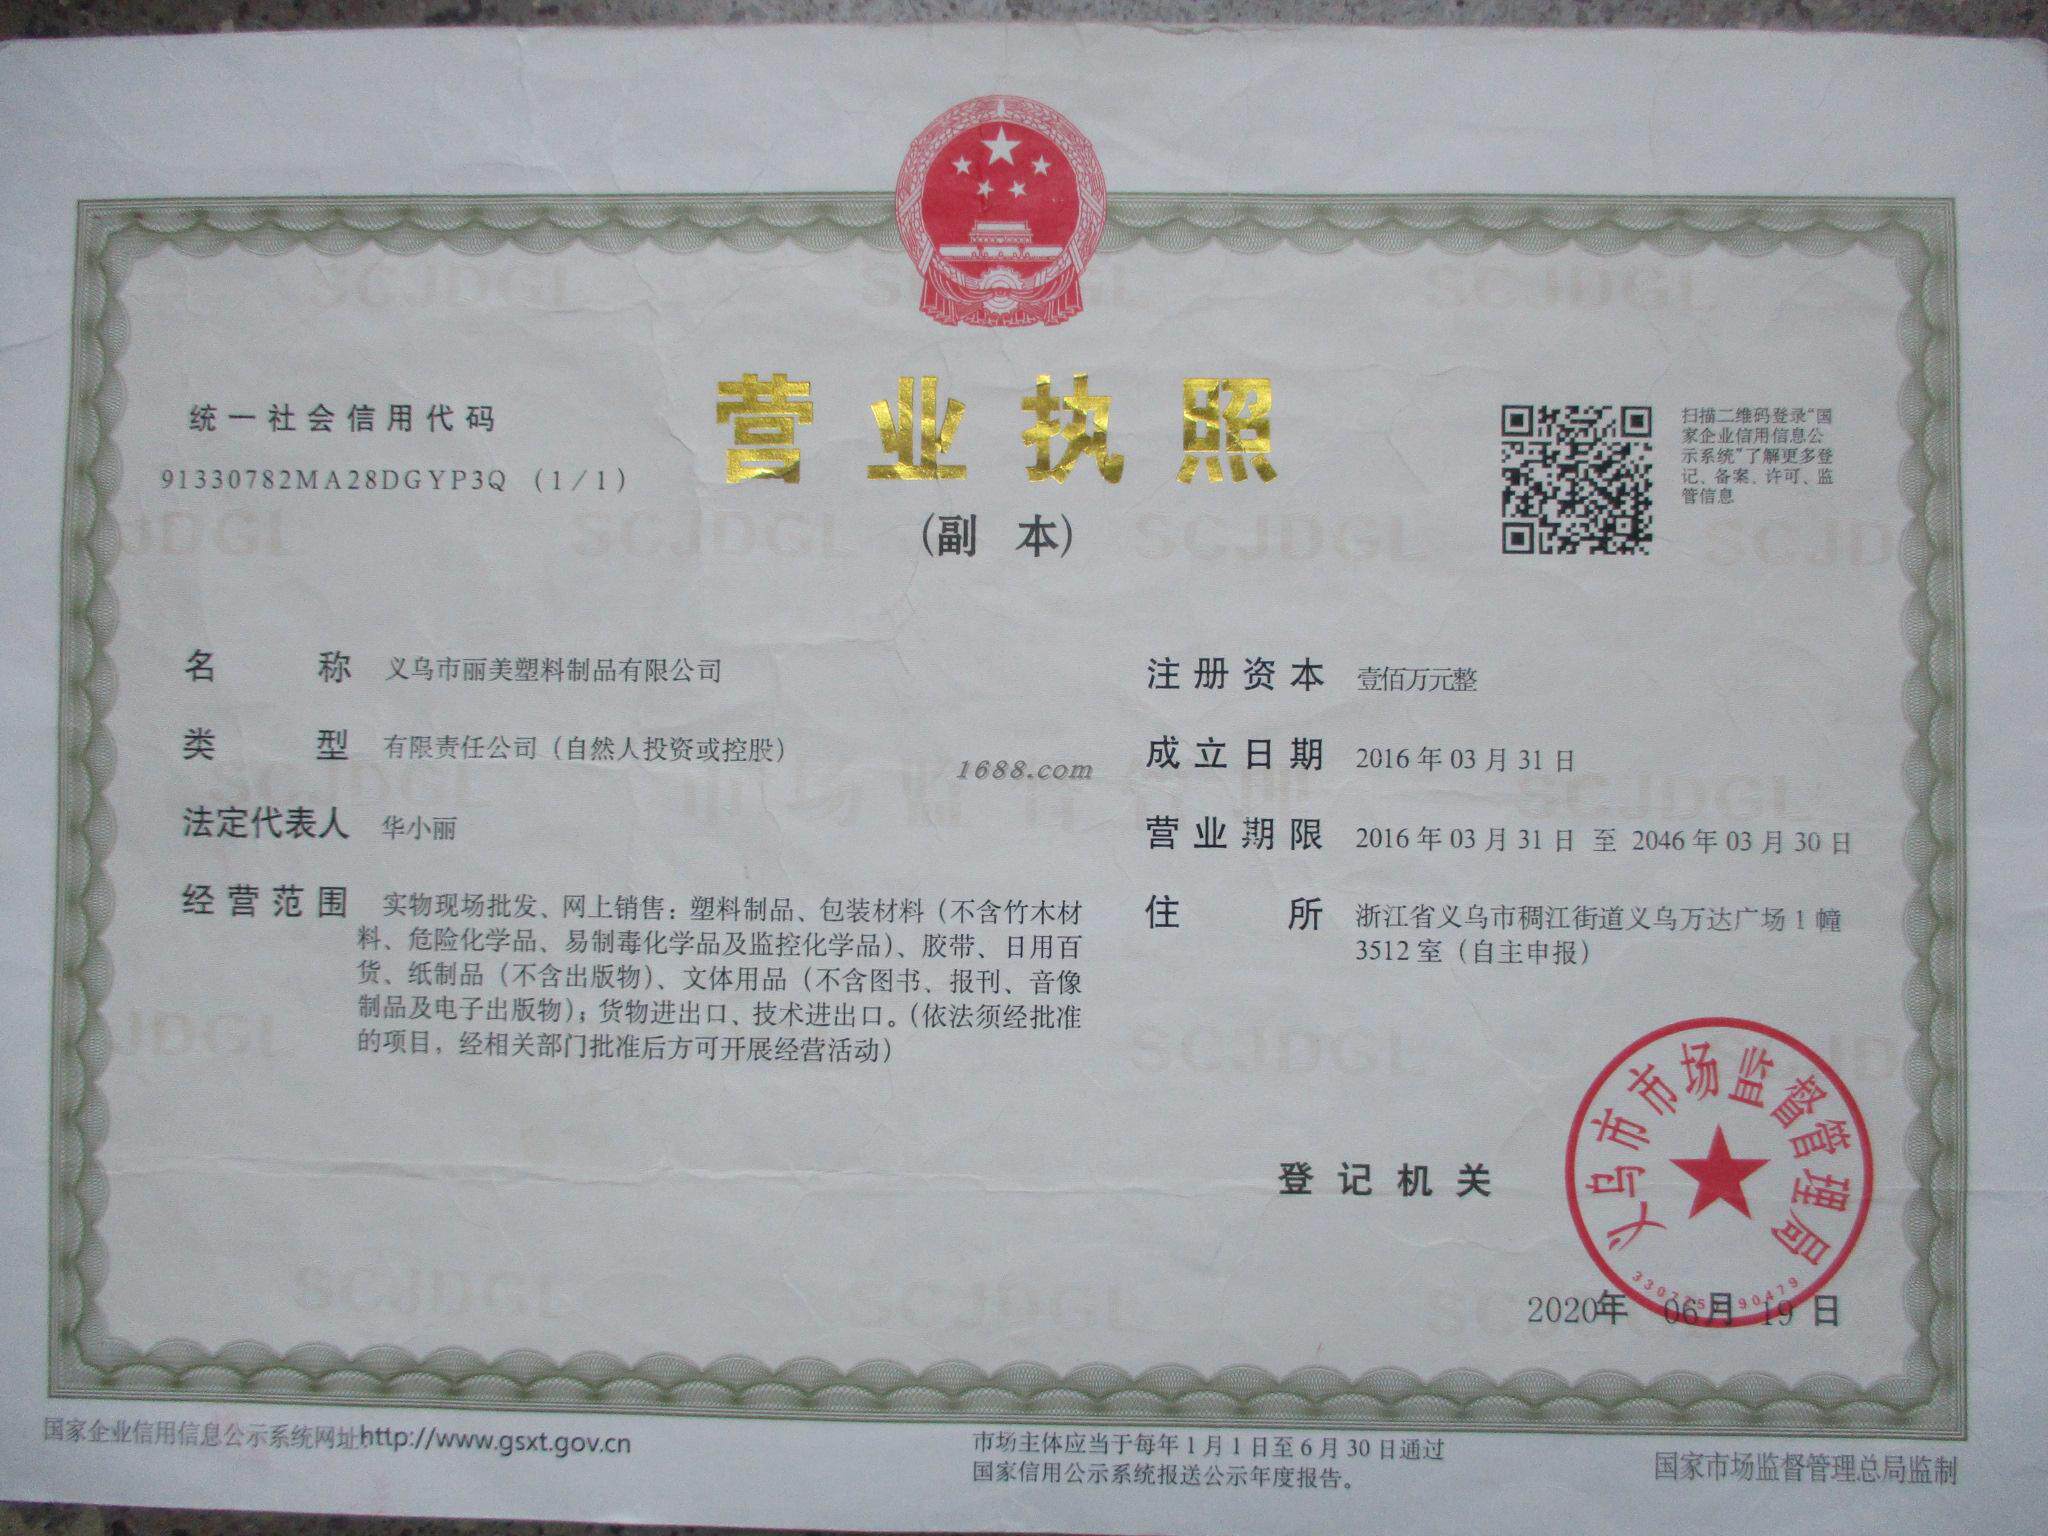 统一社会信用代码
91330782MA28DGYP3Q（1/1）
营业执照
(副 本)
扫描二维码登录“国
家企业信用信息公
示系统”了解更多登
记、备案、许可、监
管信息
名 称 义乌市丽美塑料制品有限公司
类 型 有限责任公司（自然人投资或控股）
法定代表人 华小丽
经营范围 实物现场批发、网上销售：塑料制品、包装材料（不含竹木材
料、危险化学品、易制毒化学品及监控化学品）、胶带、日用百
货、纸制品（不含出版物）、文体用品（不含图书、报刊、音像
制品及电子出版物）；货物进出口、技术进出口。（依法须经批准
的项目，经相关部门批准后方可开展经营活动）
1688.com
注册资本 壹佰万元整
成立日期 2016年03月31日
营业期限 2016年03月31日 至 2046年03月30日
住 所 浙江省义乌市稠江街道义乌万达广场1幢
3512室（自主申报）
登记机关
义乌市市场监督管理局
2020年 06月 19日
国家企业信用信息公示系统网址:http://www.gsxt.gov.cn
市场主体应当于每年1月1日至6月30日通过
国家信用公示系统报送公示年度报告。
国家市场监督管理总局监制
SCJDGL